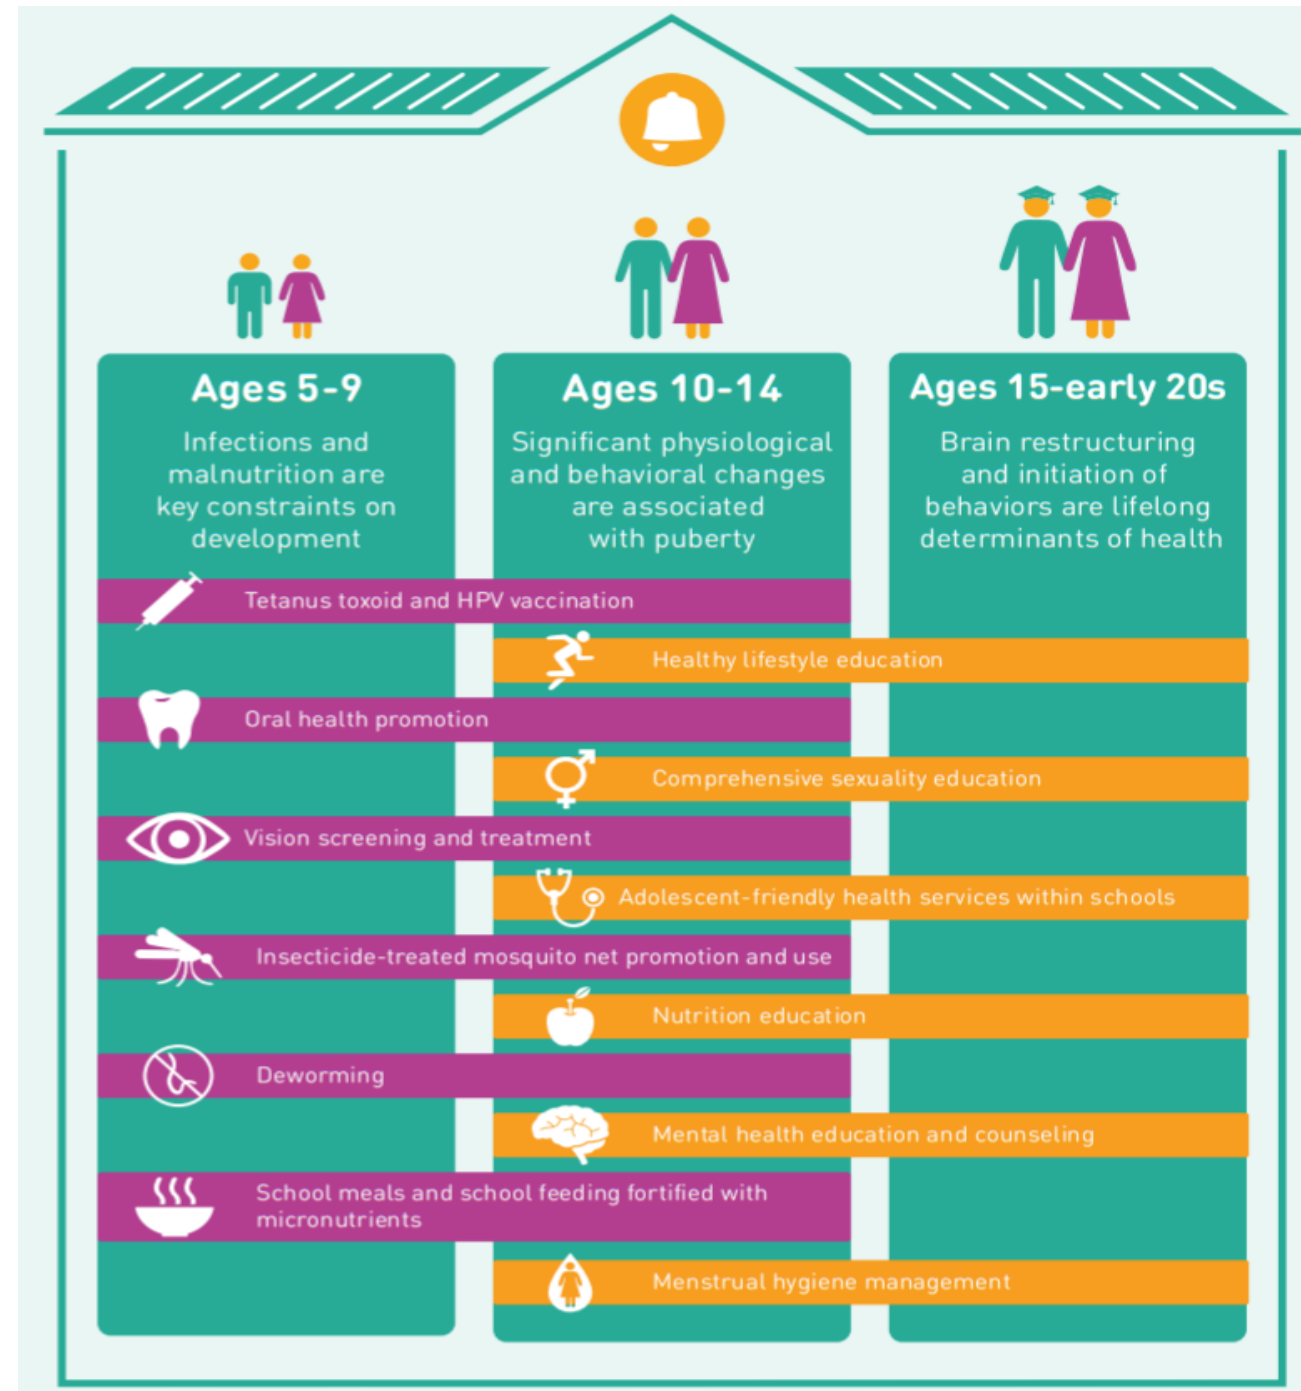 Ages 5-9
Infections and
malnutrition are
key constraints on
development
Ages 10-14
Significant physiological
and behavioral changes
are associated
with puberty
Ages 15-early 20s
Brain restructuring
and initiation of
behaviors are lifelong
determinants of health
Tetanus toxoid and HPV vaccination
Healthy lifestyle education
Oral health promotion
Comprehensive sexuality education
Vision screening and treatment
Adolescent-friendly health services within schools
Insecticide-treated mosquito net promotion and use
Nutrition education
Deworming
Mental health education and counseling
School meals and school feeding fortified with
micronutrients
Menstrual hygiene management